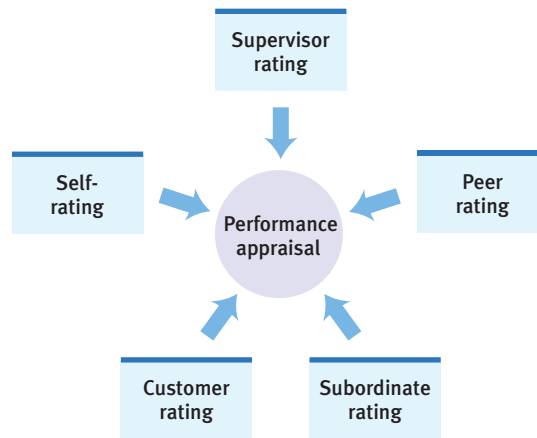 Supervisor
rating
Self-
rating
Peer
rating
Performance
appraisal
Customer
rating
Subordinate
rating